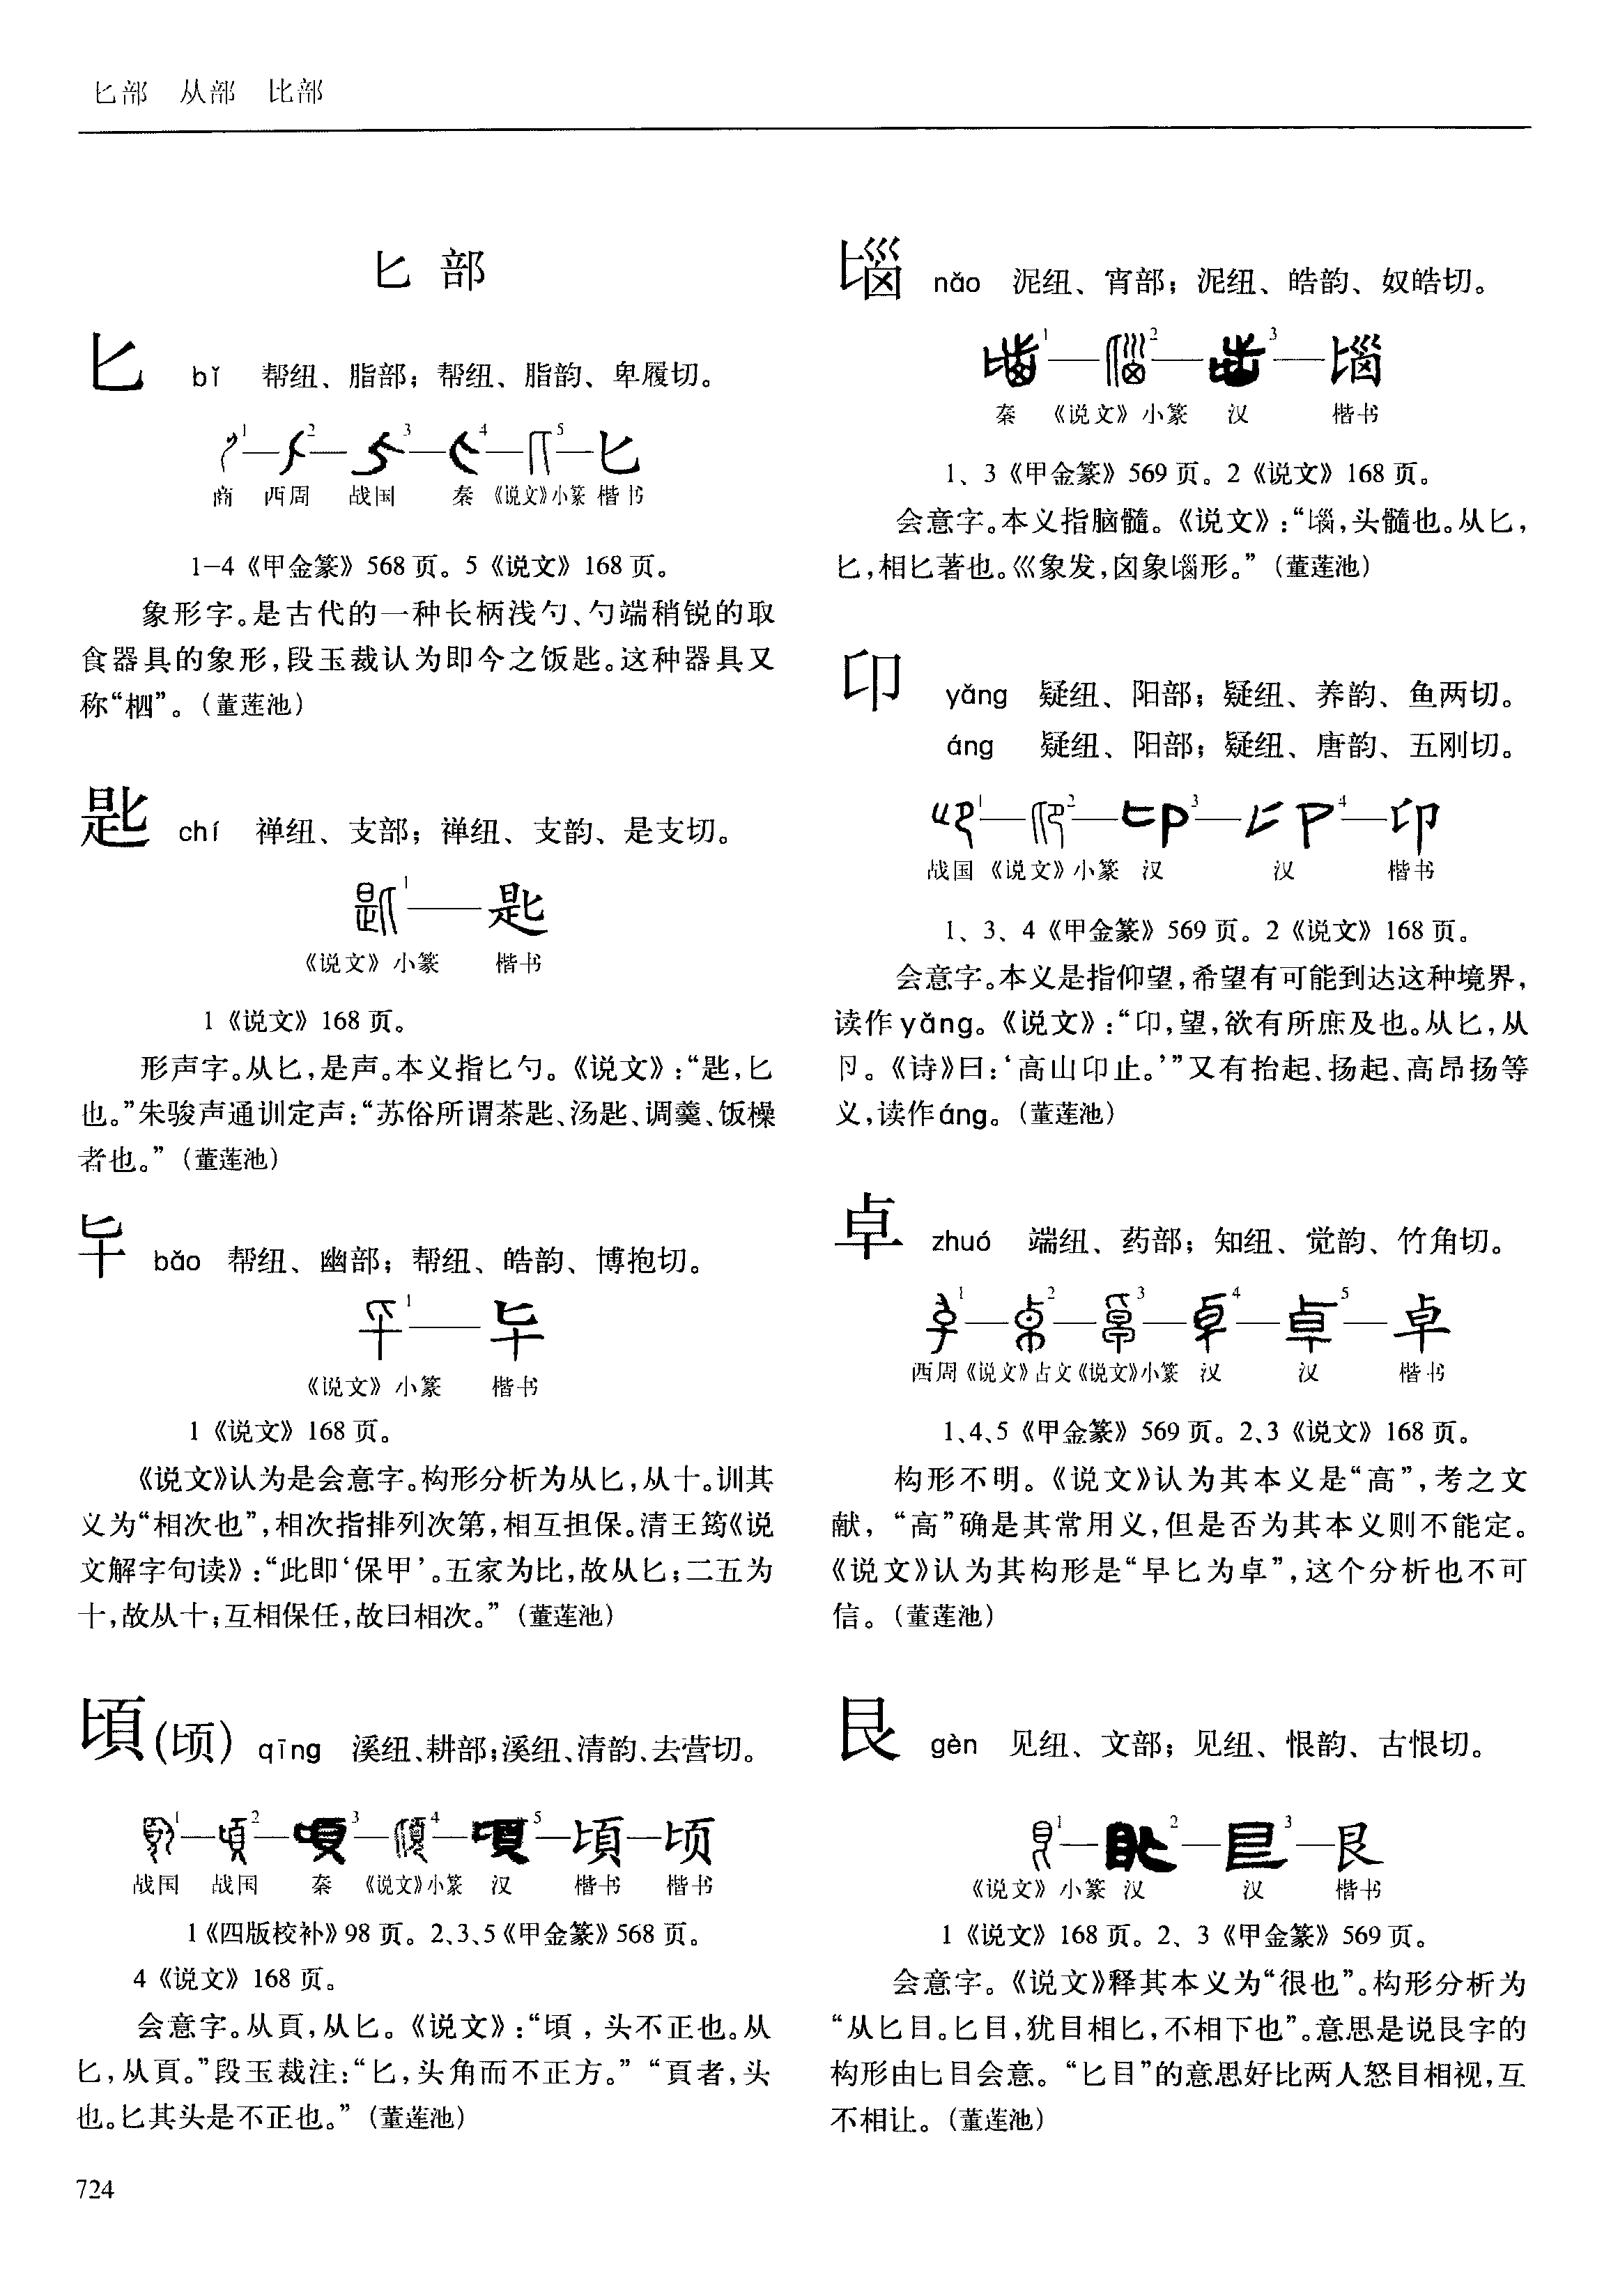 匕部 从部 比部
匕 部
匕 bǐ 帮纽、脂部；帮纽、脂韵、卑履切。
1 2 3 4 5 匕
商 西周 战国 秦 《说文》小篆 楷书
1—4《甲金篆》568页。5《说文》168页。
象形字。是古代的一种长柄浅勺、勺端稍锐的取
食器具的象形，段玉裁认为即今之饭匙。这种器具又
称“柶”。（董莲池）
匙 chí 禅纽、支部；禅纽、支韵、是支切。
1 匙
《说文》小篆 楷书
1《说文》168页。
形声字。从匕，是声。本义指匕勺。《说文》：“匙，匕
也。”朱骏声通训定声：“苏俗所谓茶匙、汤匙、调羹、饭橾
者也。”（董莲池）
㔫 bǎo 帮纽、幽部；帮纽、皓韵、博抱切。
1 㔫
《说文》小篆 楷书
1《说文》168页。
《说文》认为是会意字。构形分析为从匕，从十。训其
义为“相次也”，相次指排列次第，相互担保。清王筠《说
文解字句读》：“此即‘保甲’。五家为比，故从匕；二五为
十，故从十；互相保任，故曰相次。”（董莲池）
頃（顷） qīng 溪纽、耕部；溪纽、清韵、去营切。
1 2 3 4 5 頃 顷
战国 战国 秦 《说文》小篆 汉 楷书 楷书
1《四版校补》98页。2、3、5《甲金篆》568页。
4《说文》168页。
会意字。从頁，从匕。《说文》：“頃，头不正也。从
匕，从頁。”段玉裁注：“匕，头角而不正方。”“頁者，头
也。匕其头是不正也。”（董莲池）
𡿺 nǎo 泥纽、宵部；泥纽、皓韵、奴皓切。
1 2 3 𡿺
秦 《说文》小篆 汉 楷书
1、3《甲金篆》569页。2《说文》168页。
会意字。本义指脑髓。《说文》：“𡿺，头髓也。从匕，
匕，相匕著也。巛象发，囟象𡿺形。”（董莲池）
卬 yǎng 疑纽、阳部；疑纽、养韵、鱼两切。
áng 疑纽、阳部；疑纽、唐韵、五刚切。
1 2 3 4 卬
战国 《说文》小篆 汉 汉 楷书
1、3、4《甲金篆》569页。2《说文》168页。
会意字。本义是指仰望，希望有可能到达这种境界，
读作yǎng。《说文》：“卬，望，欲有所庶及也。从匕，从
卪。《诗》曰：‘高山卬止。’”又有抬起、扬起、高昂扬等
义，读作áng。（董莲池）
卓 zhuó 端纽、药部；知纽、觉韵、竹角切。
1 2 3 4 5 卓
西周 《说文》古文 《说文》小篆 汉 汉 楷书
1、4、5《甲金篆》569页。2、3《说文》168页。
构形不明。《说文》认为其本义是“高”，考之文
献，“高”确是其常用义，但是否为其本义则不能定。
《说文》认为其构形是“早匕为卓”，这个分析也不可
信。（董莲池）
艮 gèn 见纽、文部；见纽、恨韵、古恨切。
1 2 3 艮
《说文》小篆 汉 汉 楷书
1《说文》168页。2、3《甲金篆》569页。
会意字。《说文》释其本义为“很也”。构形分析为
“从匕目。匕目，犹目相匕，不相下也”。意思是说艮字的
构形由匕目会意。“匕目”的意思好比两人怒目相视，互
不相让。（董莲池）
724